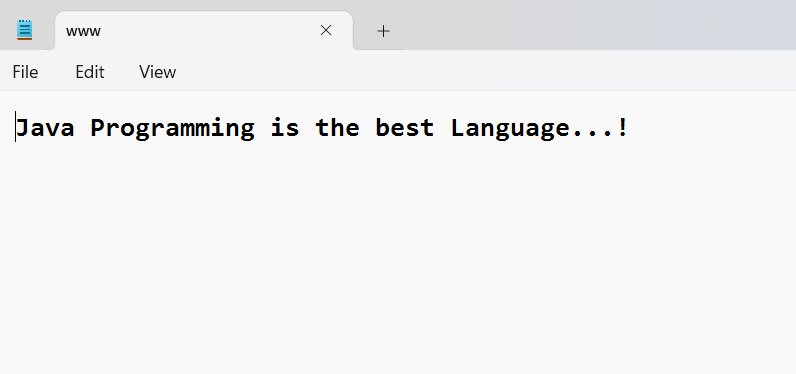 www
File Edit View
Java Programming is the best Language...!